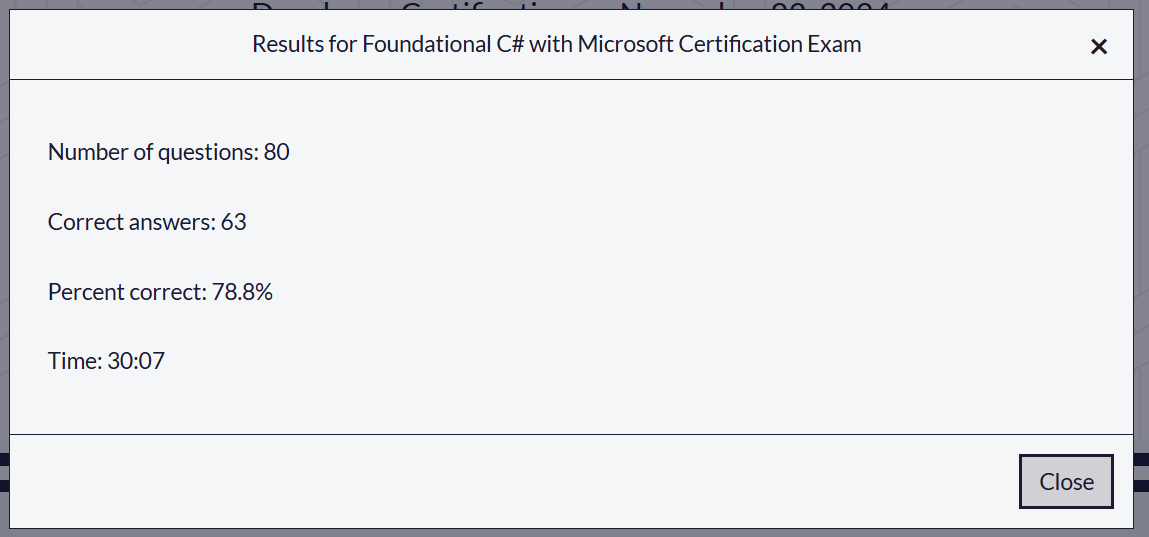 Results for Foundational C# with Microsoft Certification Exam
×
Number of questions: 80
Correct answers: 63
Percent correct: 78.8%
Time: 30:07
Close